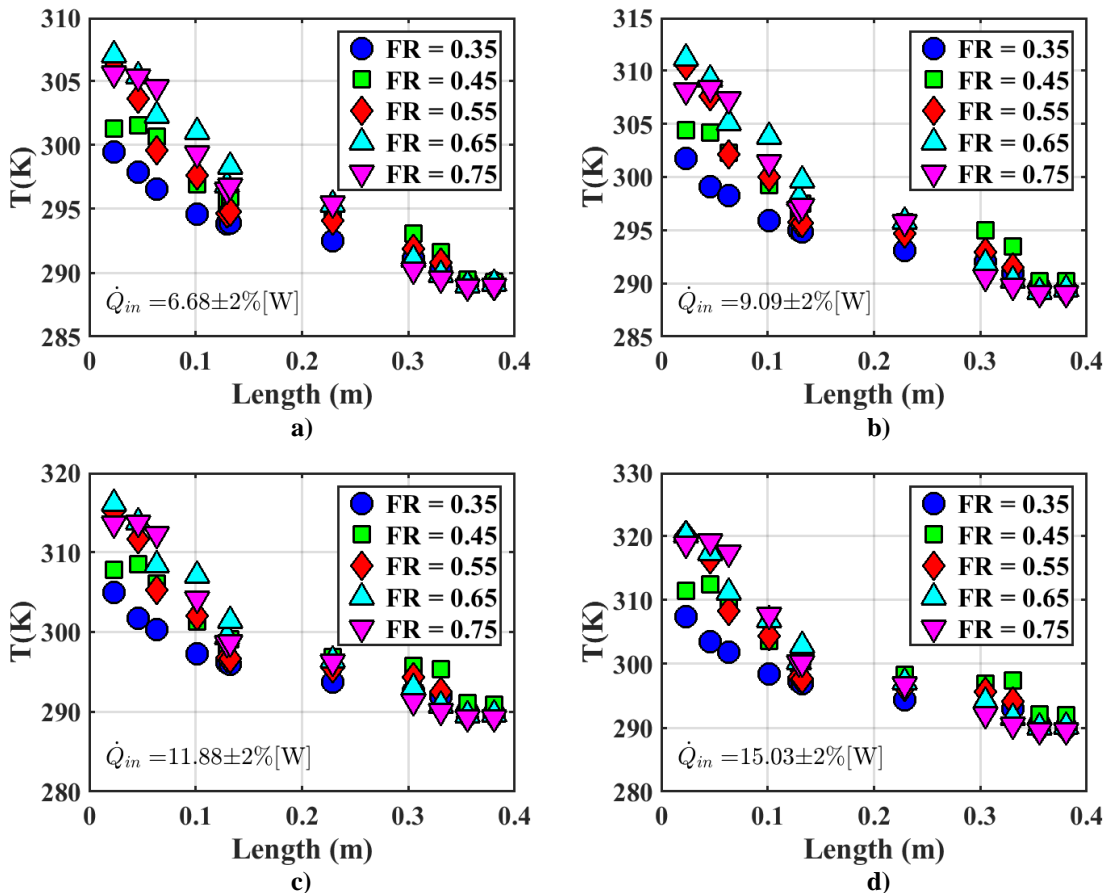 310
305
300
295
290
285
T(K)
0
0.1
0.2
0.3
0.4
Length (m)
FR = 0.35
FR = 0.45
FR = 0.55
FR = 0.65
FR = 0.75
Q̇in =6.68±2%[W]
a)
315
310
305
300
295
290
285
T(K)
0
0.1
0.2
0.3
0.4
Length (m)
FR = 0.35
FR = 0.45
FR = 0.55
FR = 0.65
FR = 0.75
Q̇in =9.09±2%[W]
b)
320
310
300
290
280
T(K)
0
0.1
0.2
0.3
0.4
Length (m)
FR = 0.35
FR = 0.45
FR = 0.55
FR = 0.65
FR = 0.75
Q̇in =11.88±2%[W]
c)
330
320
310
300
290
280
T(K)
0
0.1
0.2
0.3
0.4
Length (m)
FR = 0.35
FR = 0.45
FR = 0.55
FR = 0.65
FR = 0.75
Q̇in =15.03±2%[W]
d)